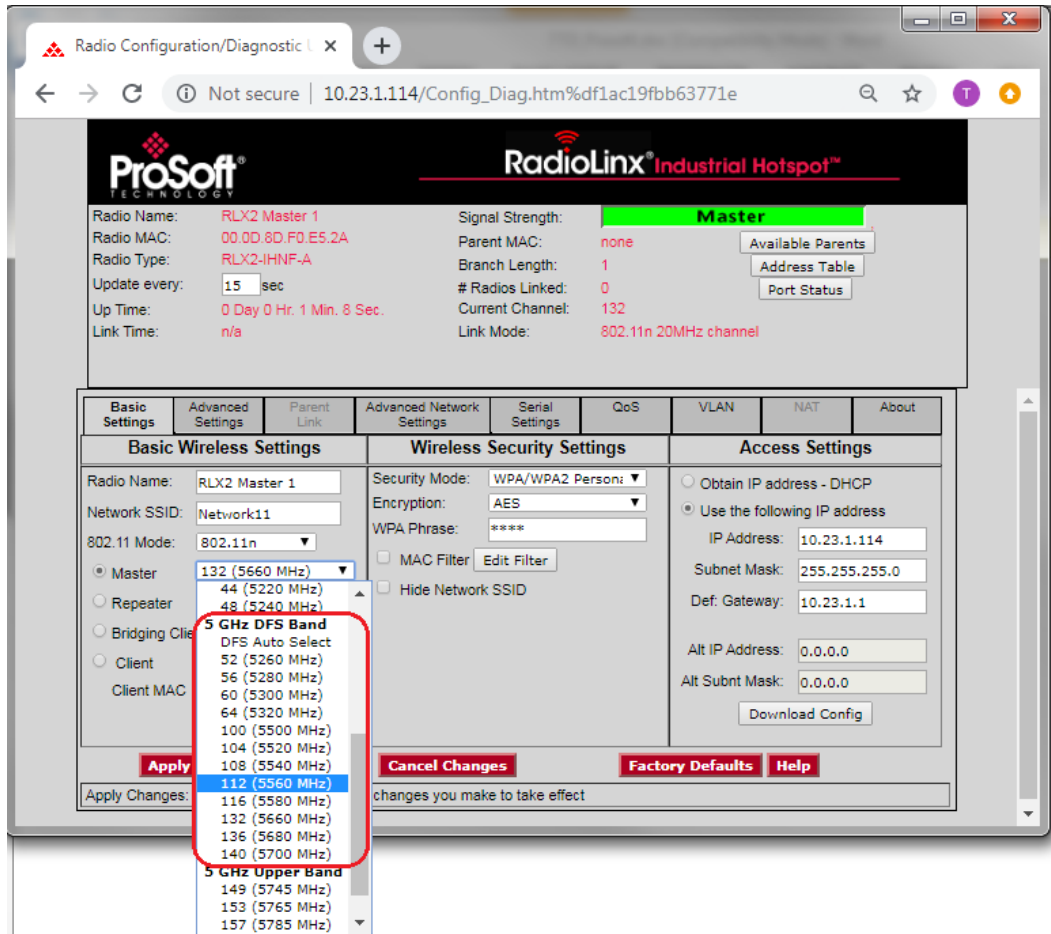 Radio Configuration/Diagnostic
Not secure | 10.23.1.114/Config_Diag.htm%df1ac19fbb63771e
T
ProSoft®
TECHNOLOGY
RadioLinx® Industrial Hotspot™
Radio Name: RLX2 Master 1
Signal Strength: Master
Radio MAC: 00.0D.8D.F0.E5.2A
Parent MAC: none
Available Parents
Radio Type: RLX2-IHNF-A
Branch Length: 1
Address Table
Update every: 15 sec
# Radios Linked: 0
Port Status
Up Time: 0 Day 0 Hr. 1 Min. 8 Sec.
Current Channel: 132
Link Time: n/a
Link Mode: 802.11n 20MHz channel
Basic Settings
Advanced Settings
Parent Link
Advanced Network Settings
Serial Settings
QoS
VLAN
NAT
About
Basic Wireless Settings
Radio Name: RLX2 Master 1
Network SSID: Network11
802.11 Mode: 802.11n
Master 132 (5660 MHz)
Repeater
Bridging Clie
Client
Client MAC
44 (5220 MHz)
48 (5240 MHz)
5 GHz DFS Band
DFS Auto Select
52 (5260 MHz)
56 (5280 MHz)
60 (5300 MHz)
64 (5320 MHz)
100 (5500 MHz)
104 (5520 MHz)
108 (5540 MHz)
112 (5560 MHz)
116 (5580 MHz)
132 (5660 MHz)
136 (5680 MHz)
140 (5700 MHz)
5 GHz Upper Band
149 (5745 MHz)
153 (5765 MHz)
157 (5785 MHz)
Wireless Security Settings
Security Mode: WPA/WPA2 Persona
Encryption: AES
WPA Phrase: ****
MAC Filter Edit Filter
Hide Network SSID
Access Settings
Obtain IP address - DHCP
Use the following IP address
IP Address: 10.23.1.114
Subnet Mask: 255.255.255.0
Def: Gateway: 10.23.1.1
Alt IP Address: 0.0.0.0
Alt Subnt Mask: 0.0.0.0
Download Config
Apply
Cancel Changes
Factory Defaults
Help
Apply Changes: changes you make to take effect